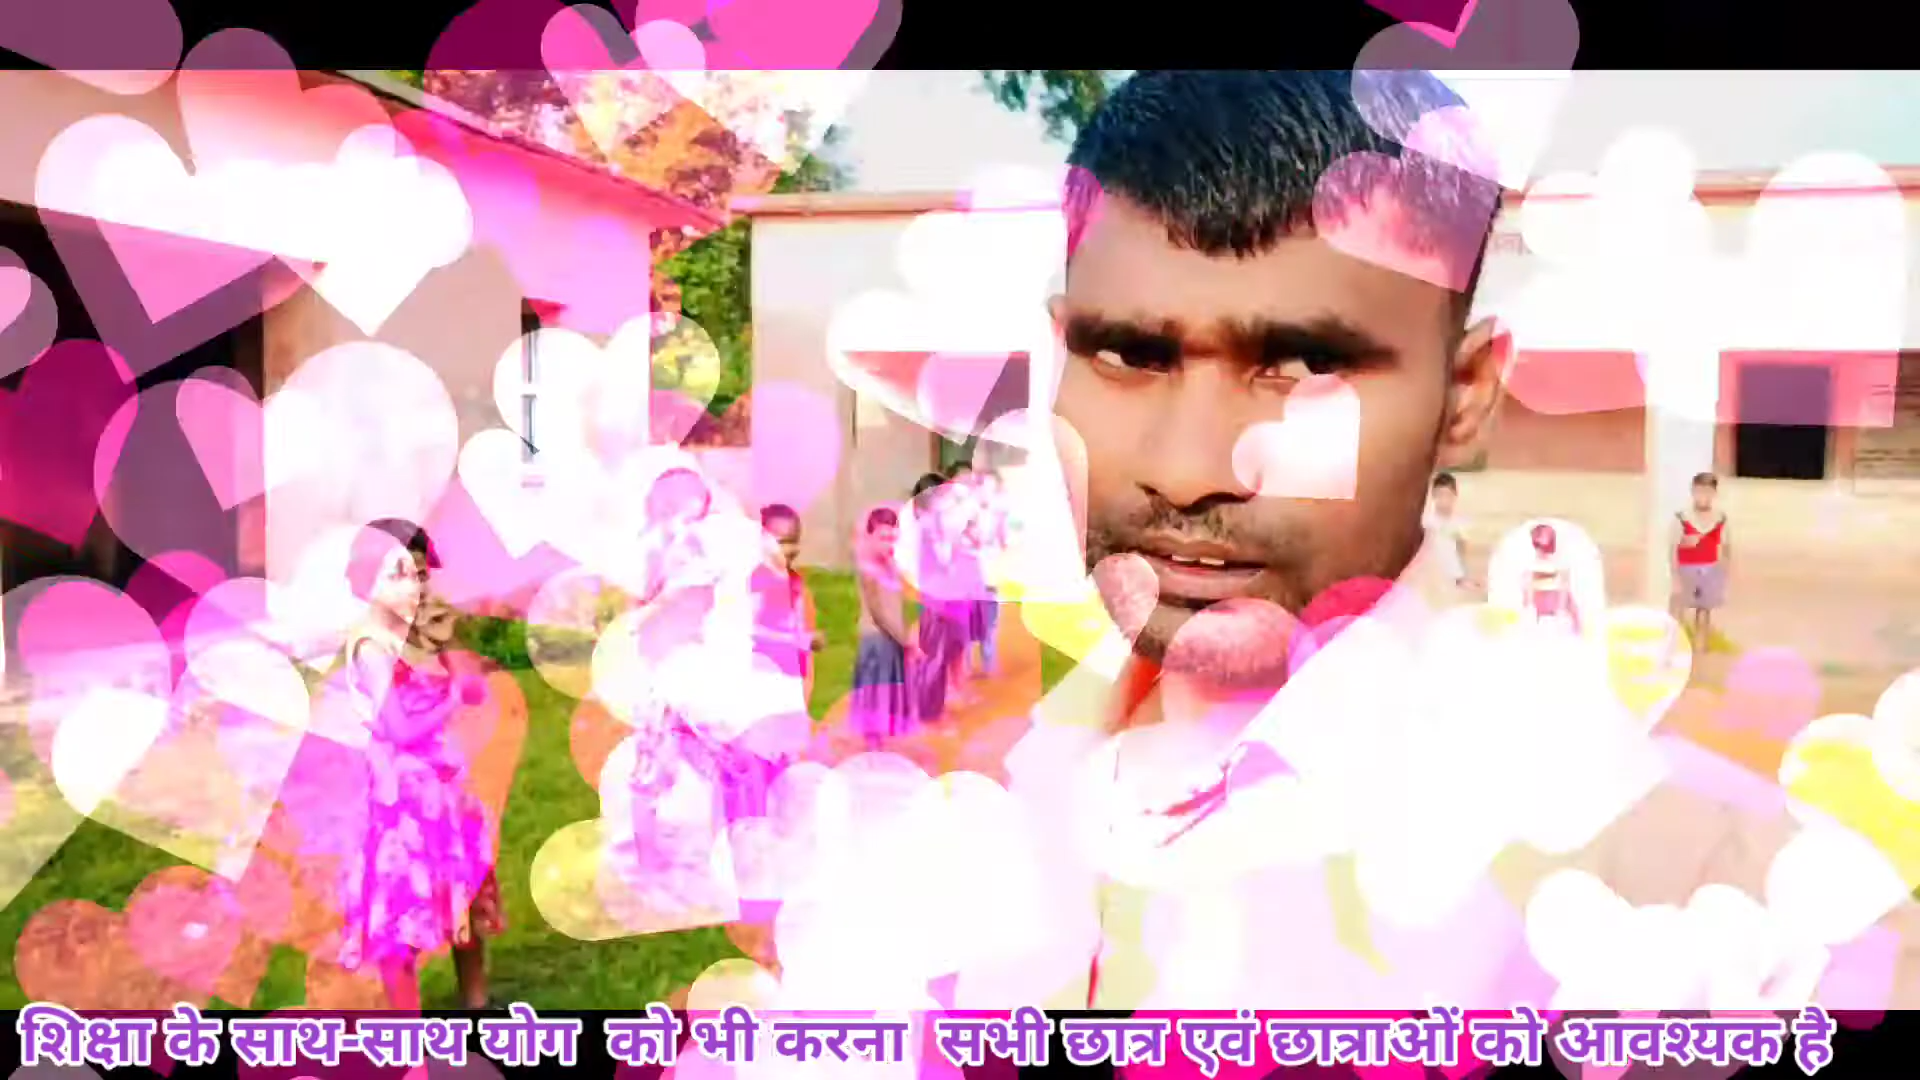 शिक्षा के साथ-साथ योग को भी करना सभी छात्र एवं छात्राओं को आवश्यक है